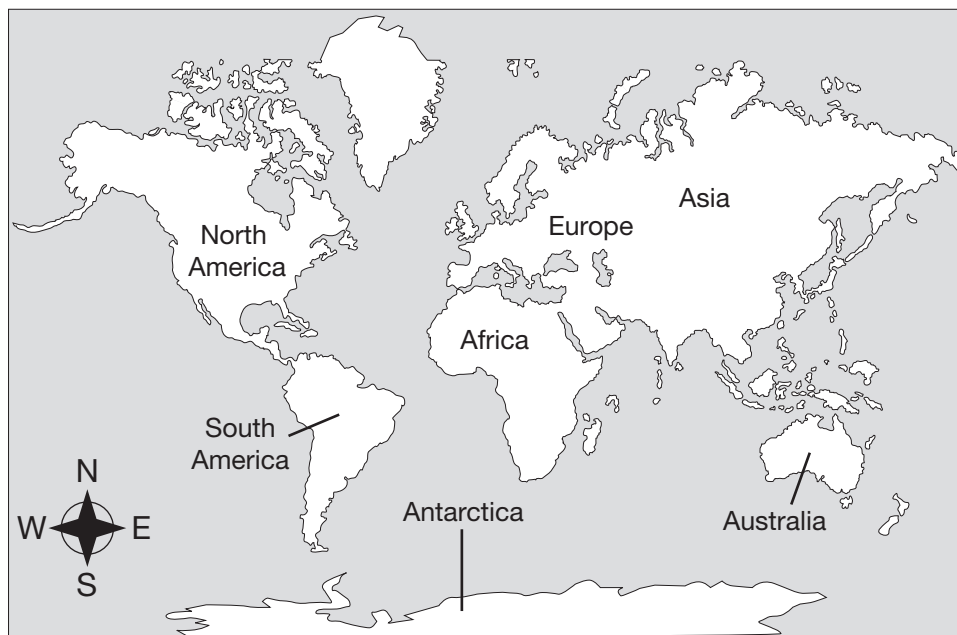 Asia
Europe
North
America
Africa
South
America
Antarctica
Australia
N
W E
S